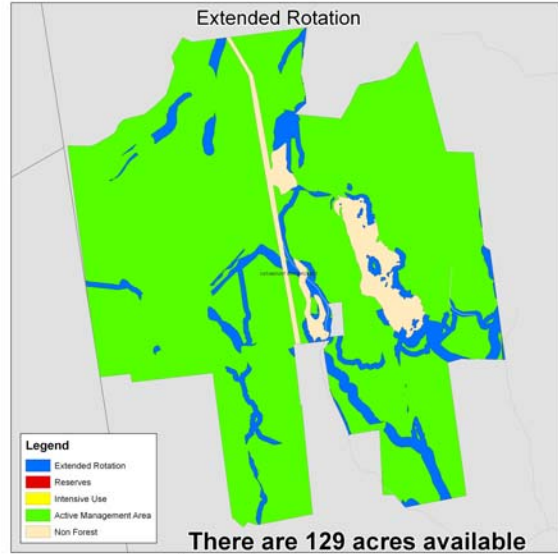 Extended Rotation
Legend
Extended Rotation
Reserves
Intensive Use
Active Management Area
Non Forest
There are 129 acres available